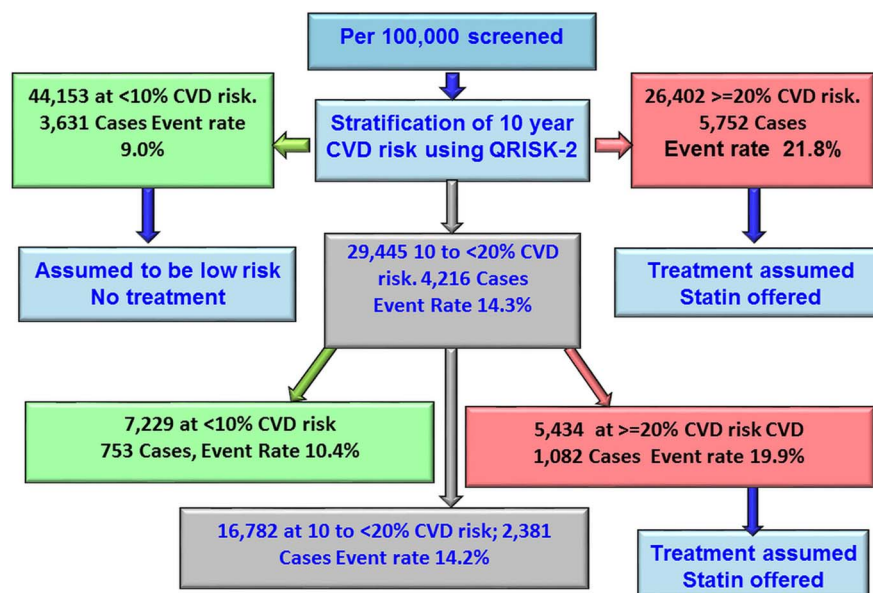 Per 100,000 screened
44,153 at <10% CVD risk.
3,631 Cases Event rate
9.0%
Stratification of 10 year
CVD risk using QRISK-2
26,402 >=20% CVD risk.
5,752 Cases
Event rate 21.8%
Assumed to be low risk
No treatment
29,445 10 to <20% CVD
risk. 4,216 Cases
Event Rate 14.3%
Treatment assumed
Statin offered
7,229 at <10% CVD risk
753 Cases, Event Rate 10.4%
5,434 at >=20% CVD risk CVD
1,082 Cases Event rate 19.9%
16,782 at 10 to <20% CVD risk; 2,381
Cases Event rate 14.2%
Treatment assumed
Statin offered